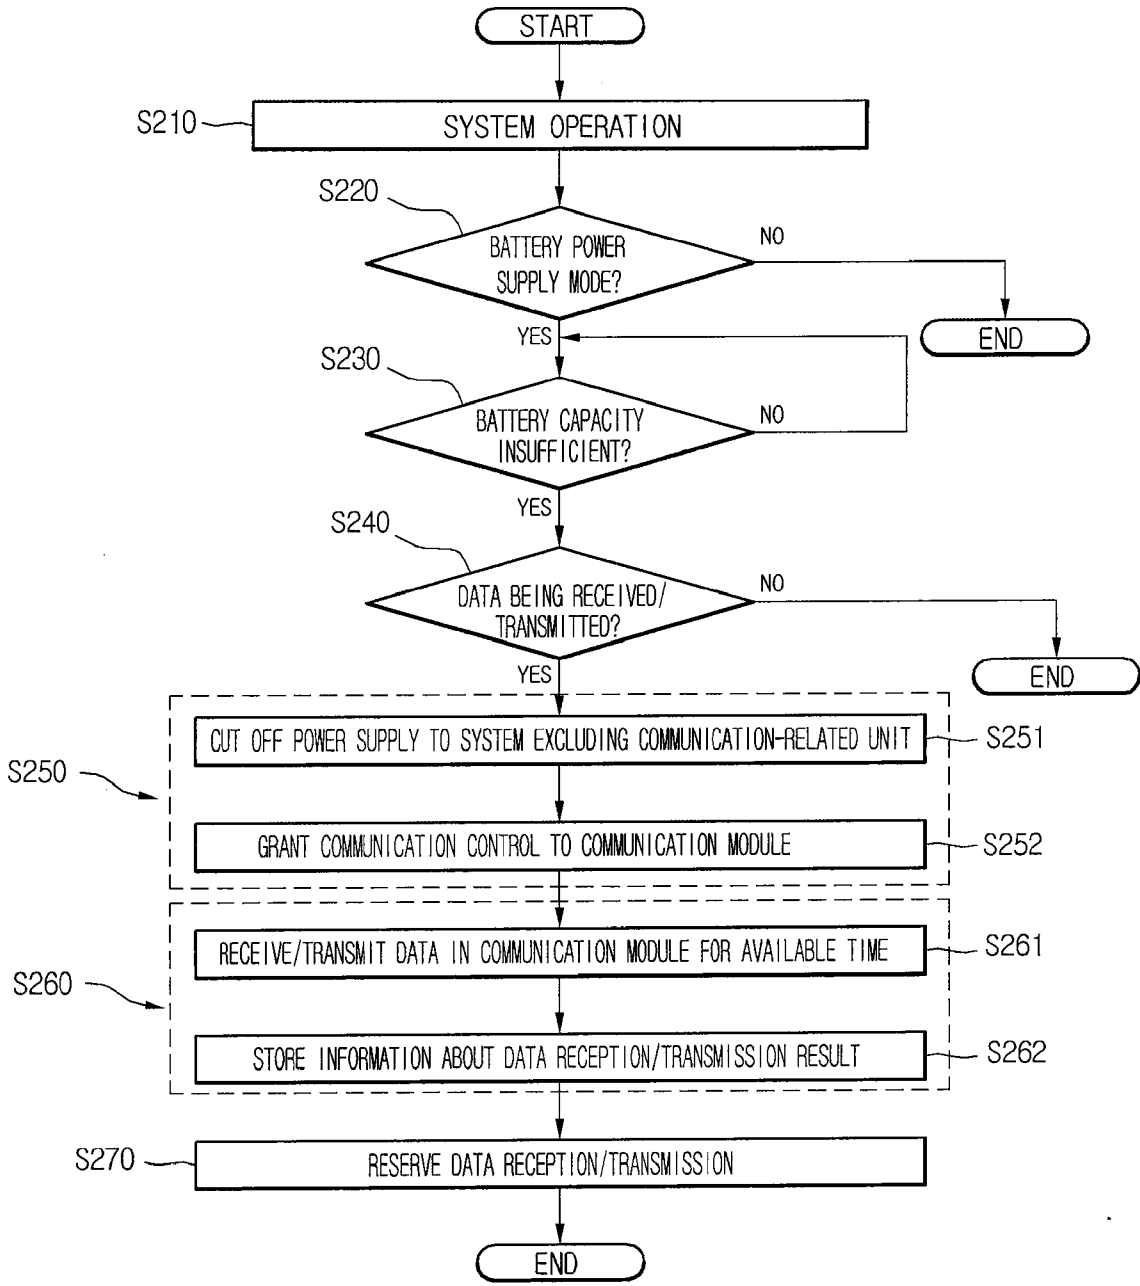 START
S210
SYSTEM OPERATION
S220
BATTERY POWER
SUPPLY MODE?
NO
END
YES
S230
BATTERY CAPACITY
INSUFFICIENT?
NO
YES
S240
DATA BEING RECEIVED/
TRANSMITTED?
NO
END
YES
S250
CUT OFF POWER SUPPLY TO SYSTEM EXCLUDING COMMUNICATION-RELATED UNIT
S251
GRANT COMMUNICATION CONTROL TO COMMUNICATION MODULE
S252
S260
RECEIVE/TRANSMIT DATA IN COMMUNICATION MODULE FOR AVAILABLE TIME
S261
STORE INFORMATION ABOUT DATA RECEPTION/TRANSMISSION RESULT
S262
S270
RESERVE DATA RECEPTION/TRANSMISSION
END